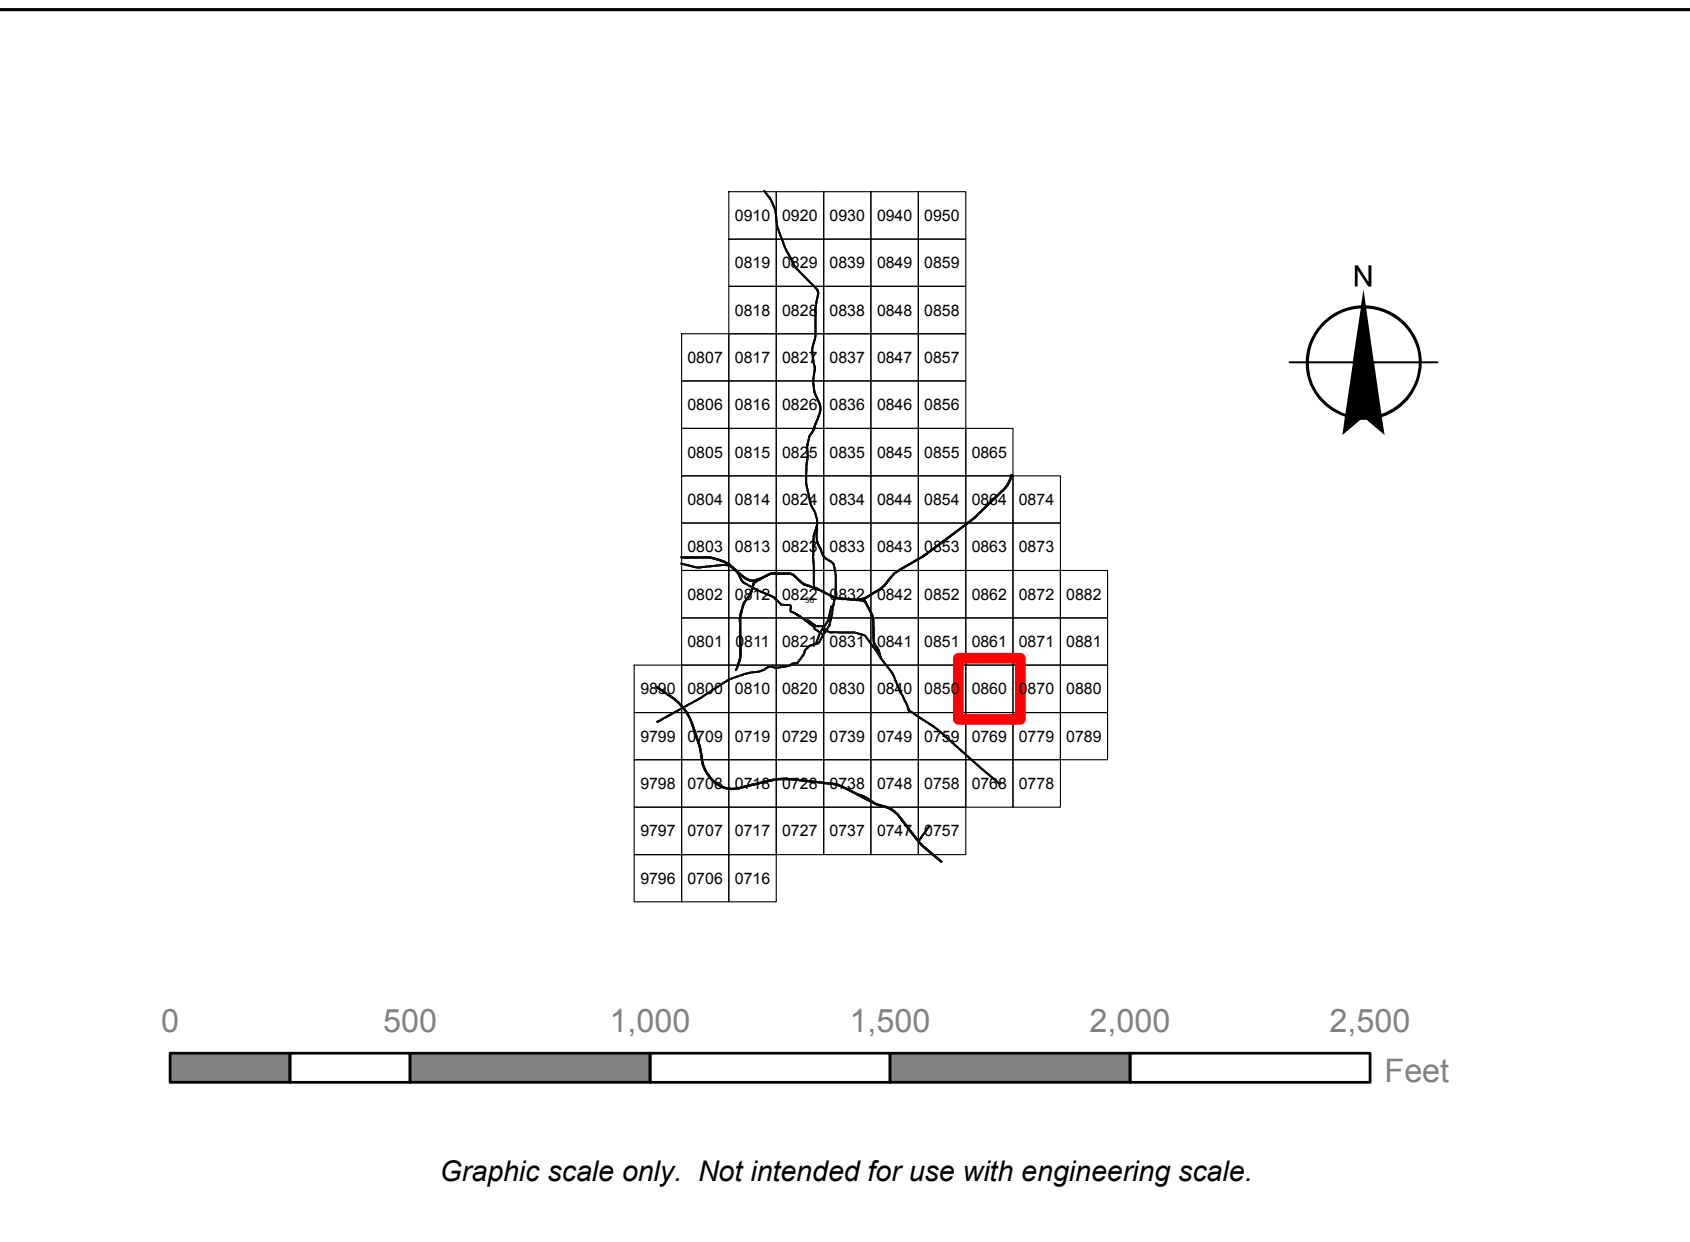 N
0910 0920 0930 0940 0950
0819 0829 0839 0849 0859
0818 0828 0838 0848 0858
0807 0817 0827 0837 0847 0857
0806 0816 0826 0836 0846 0856
0805 0815 0825 0835 0845 0855 0865
0804 0814 0824 0834 0844 0854 0864 0874
0803 0813 0823 0833 0843 0853 0863 0873
0802 0812 0822 0832 0842 0852 0862 0872 0882
0801 0811 0821 0831 0841 0851 0861 0871 0881
9890 0800 0810 0820 0830 0840 0850 0860 0870 0880
9799 0709 0719 0729 0739 0749 0759 0769 0779 0789
9798 0708 0718 0728 0738 0748 0758 0768 0778
9797 0707 0717 0727 0737 0747 0757
9796 0706 0716
0 500 1,000 1,500 2,000 2,500
Feet
Graphic scale only. Not intended for use with engineering scale.